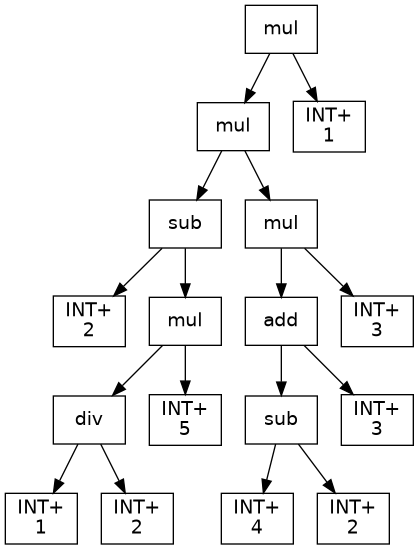 mul
mul
INT+
1
sub
mul
INT+
2
mul
add
INT+
3
div
INT+
5
sub
INT+
3
INT+
1
INT+
2
INT+
4
INT+
2